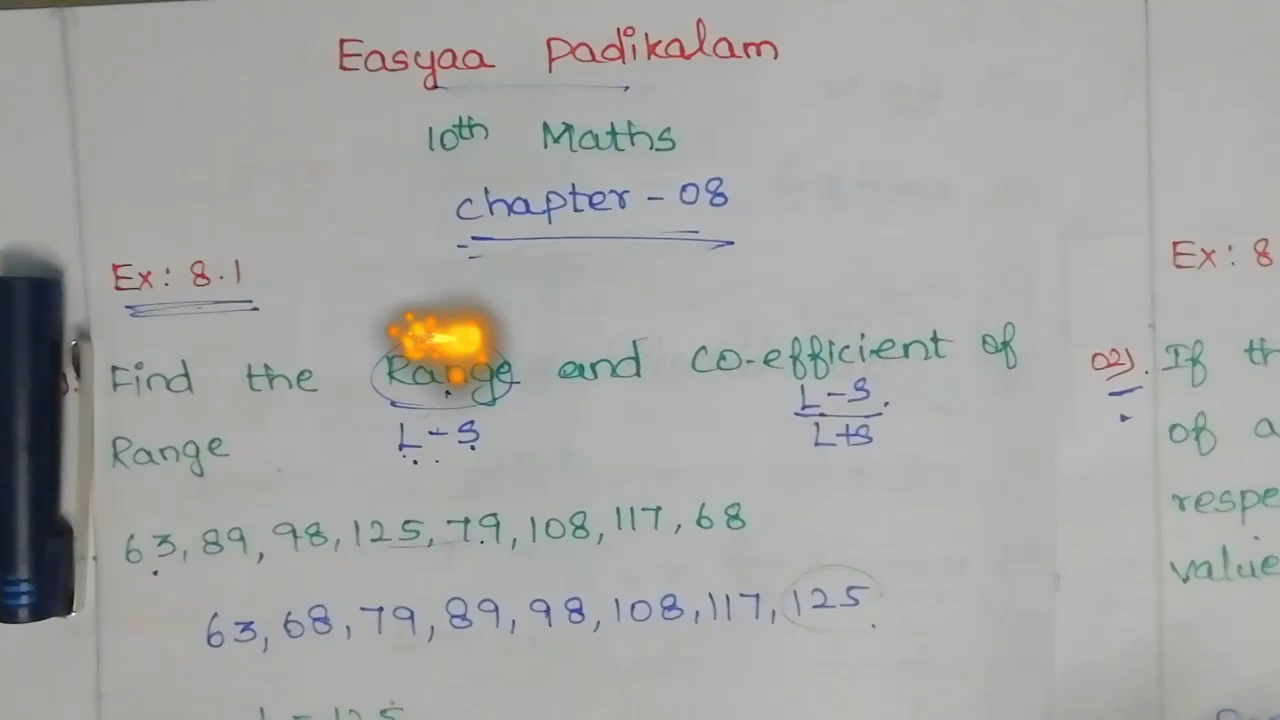 Easyaa Padikalam
10th Maths
chapter - 08
Ex: 8.1
Find the Range and co-efficient of
L - S
L - S
L+S
Range
63, 89, 98, 125, 79, 108, 117, 68
63, 68, 79, 89, 98, 108, 117, 125
L = 125
Ex: 8
02). If th
of a
respe
value